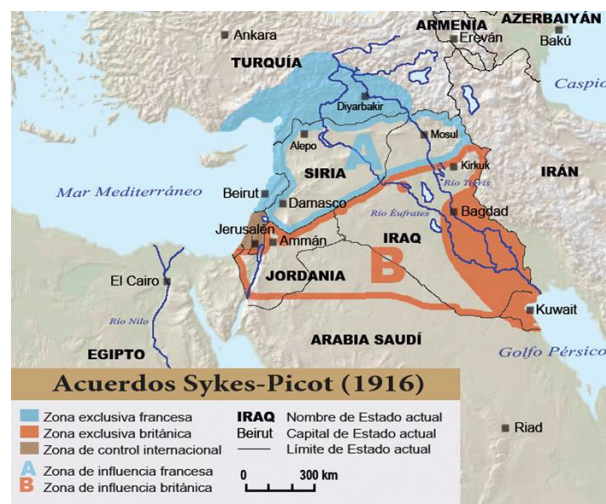 ARMENIA
AZERBAIYÁN
Ankara
Ereván
Bakú
TURQUÍA
Caspio
Diyarbakir
Alepo
Mosul
A
SIRIA
Kirkuk
IRÁN
Río Tigris
Mar Mediterráneo
Beirut
Damasco
Río Éufrates
Bagdad
Jerusalén
Ammán
IRAQ
JORDANIA
B
El Cairo
Kuwait
Río Nilo
ARABIA SAUDÍ
EGIPTO
Golfo Pérsico
Acuerdos Sykes-Picot (1916)
Zona exclusiva francesa
Zona exclusiva británica
Zona de control internacional
A Zona de influencia francesa
B Zona de influencia británica
IRAQ Nombre de Estado actual
Beirut Capital de Estado actual
Límite de Estado actual
0 300 km
Riad